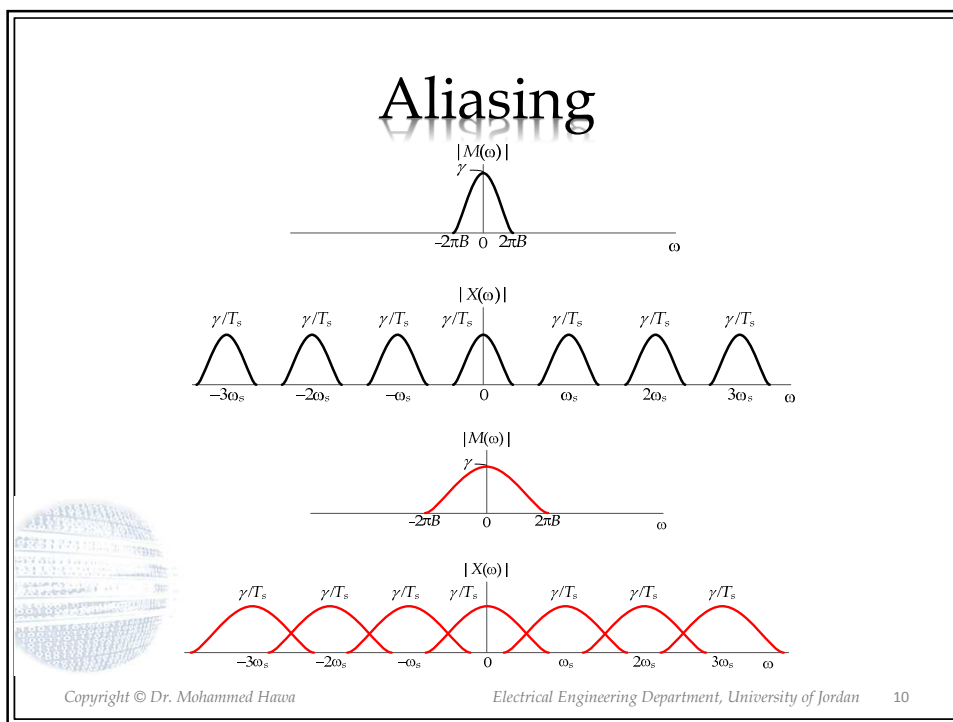 Aliasing
|M(ω)|
γ
-2πB 0 2πB ω
|X(ω)|
γ/Tₛ γ/Tₛ γ/Tₛ γ/Tₛ γ/Tₛ γ/Tₛ γ/Tₛ
−3ωₛ −2ωₛ −ωₛ 0 ωₛ 2ωₛ 3ωₛ ω
|M(ω)|
γ
-2πB 0 2πB ω
|X(ω)|
γ/Tₛ γ/Tₛ γ/Tₛ γ/Tₛ γ/Tₛ γ/Tₛ γ/Tₛ
−3ωₛ −2ωₛ −ωₛ 0 ωₛ 2ωₛ 3ωₛ ω
Copyright © Dr. Mohammed Hawa Electrical Engineering Department, University of Jordan 10